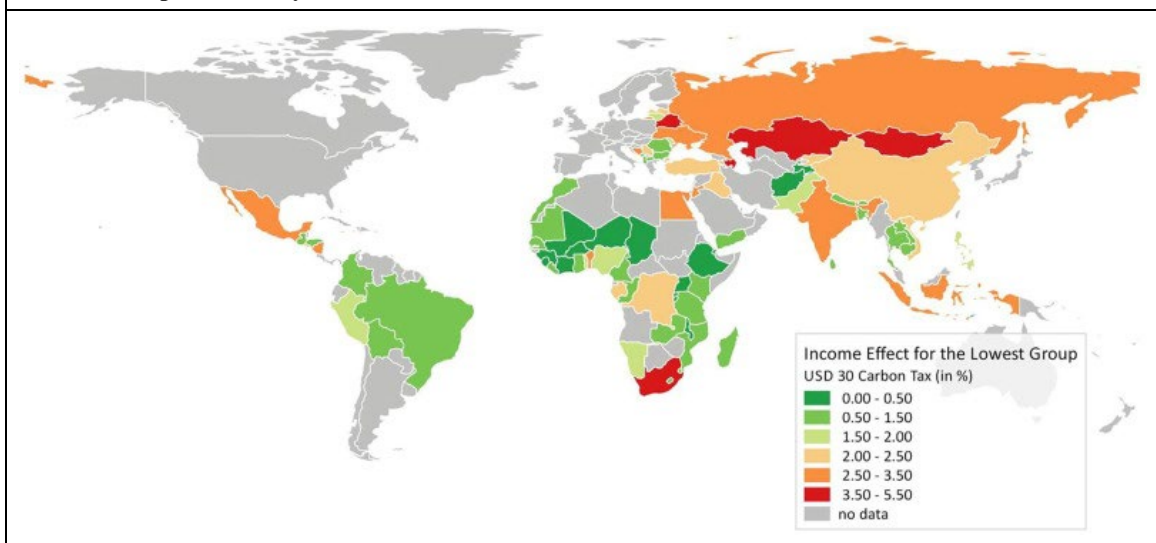 Income Effect for the Lowest Group
USD 30 Carbon Tax (in %)
0.00 - 0.50
0.50 - 1.50
1.50 - 2.00
2.00 - 2.50
2.50 - 3.50
3.50 - 5.50
no data